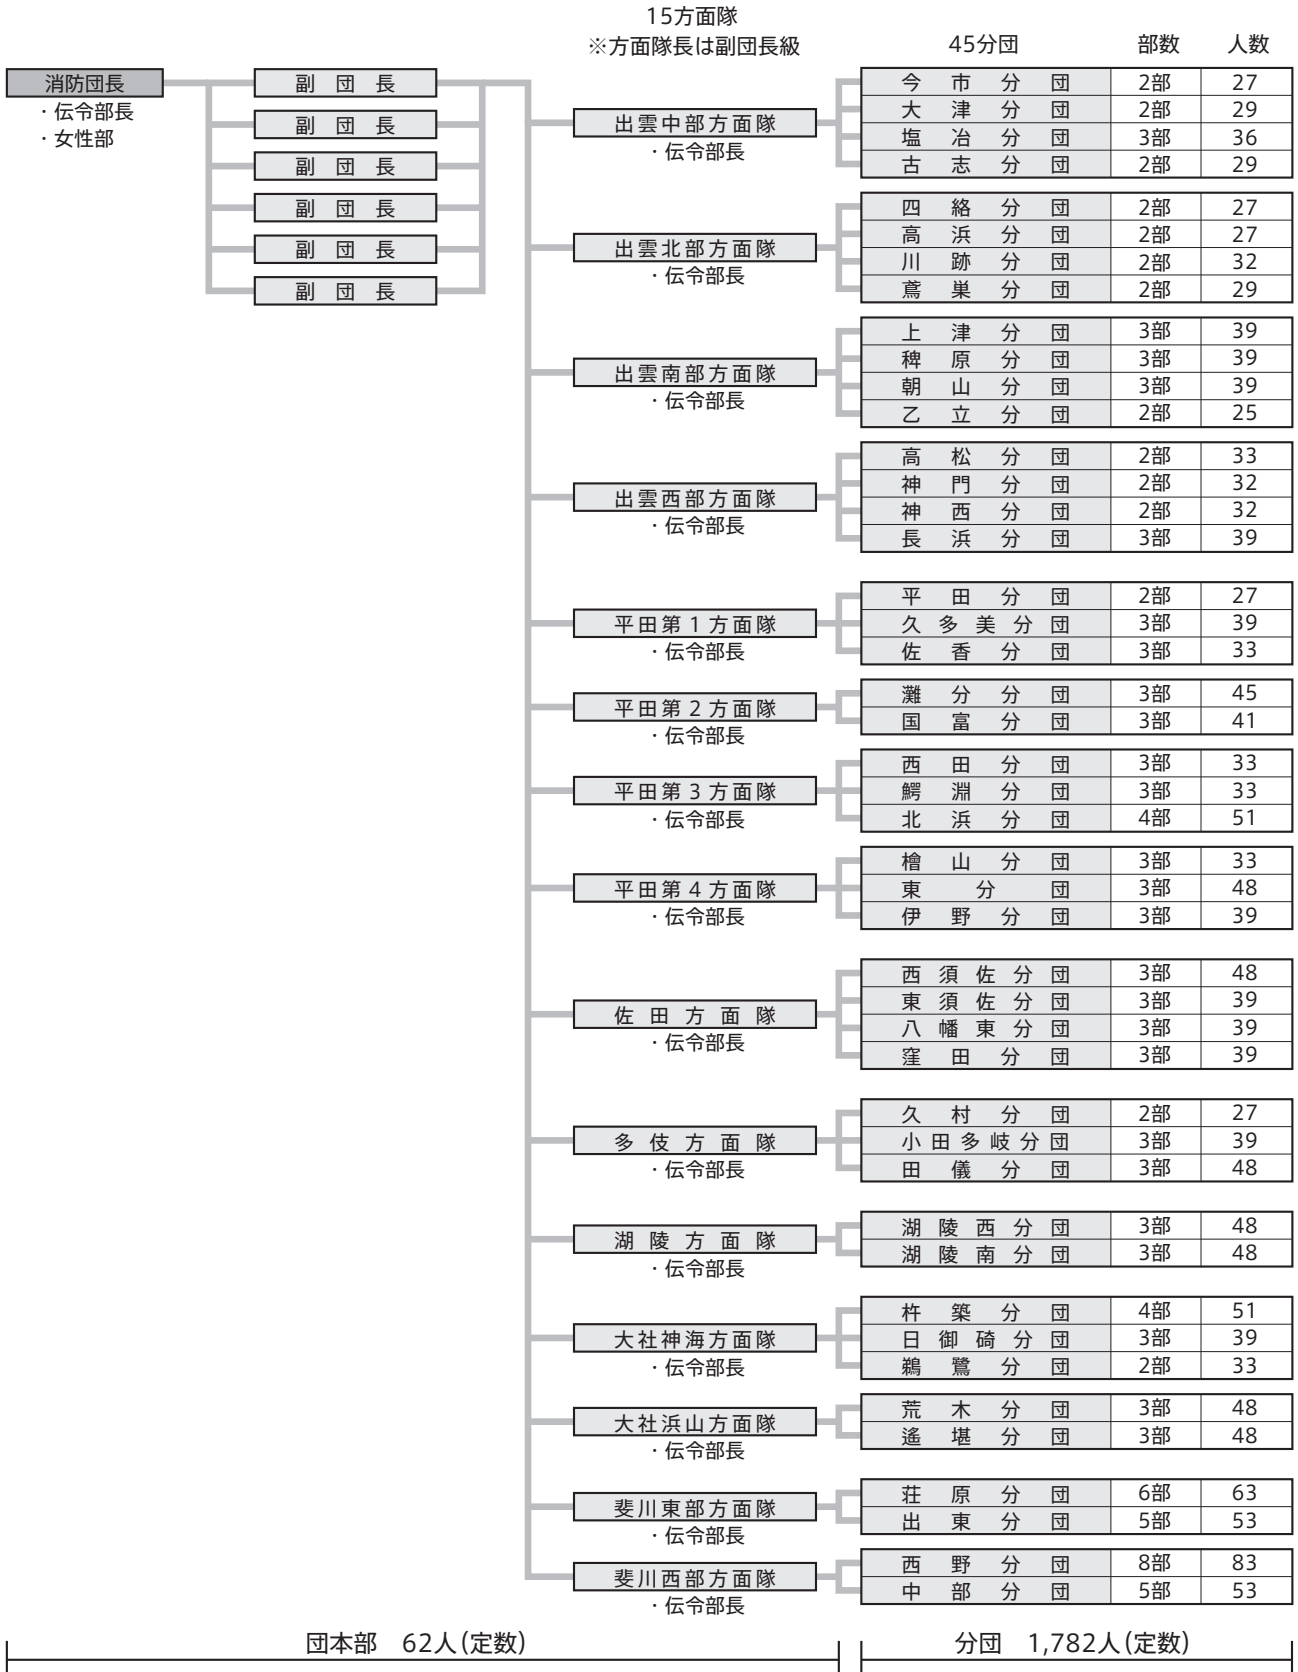 15方面隊
※方面隊長は副団長級
45分団 部数 人数
消防団長
・伝令部長
・女性部
副団長
副団長
副団長
副団長
副団長
副団長
出雲中部方面隊
・伝令部長
今市分団 2部 27
大津分団 2部 29
塩冶分団 3部 36
古志分団 2部 29
出雲北部方面隊
・伝令部長
四絡分団 2部 27
高浜分団 2部 27
川跡分団 2部 32
鳶巣分団 2部 29
出雲南部方面隊
・伝令部長
上津分団 3部 39
稗原分団 3部 39
朝山分団 3部 39
乙立分団 2部 25
出雲西部方面隊
・伝令部長
高松分団 2部 33
神門分団 2部 32
神西分団 2部 32
長浜分団 3部 39
平田第1方面隊
・伝令部長
平田分団 2部 27
久多美分団 3部 39
佐香分団 3部 33
平田第2方面隊
・伝令部長
灘分分団 3部 45
国富分団 3部 41
平田第3方面隊
・伝令部長
西田分団 3部 33
鰐淵分団 3部 33
北浜分団 4部 51
平田第4方面隊
・伝令部長
檜山分団 3部 33
東分団 3部 48
伊野分団 3部 39
佐田方面隊
・伝令部長
西須佐分団 3部 48
東須佐分団 3部 39
八幡東分団 3部 39
窪田分団 3部 39
多伎方面隊
・伝令部長
久村分団 2部 27
小田多岐分団 3部 39
田儀分団 3部 48
湖陵方面隊
・伝令部長
湖陵西分団 3部 48
湖陵南分団 3部 48
大社神海方面隊
・伝令部長
杵築分団 4部 51
日御碕分団 3部 39
鵜鷺分団 2部 33
大社浜山方面隊
・伝令部長
荒木分団 3部 48
遙堪分団 3部 48
斐川東部方面隊
・伝令部長
荘原分団 6部 63
出東分団 5部 53
斐川西部方面隊
・伝令部長
西野分団 8部 83
中部分団 5部 53
団本部 62人(定数)
分団 1,782人(定数)